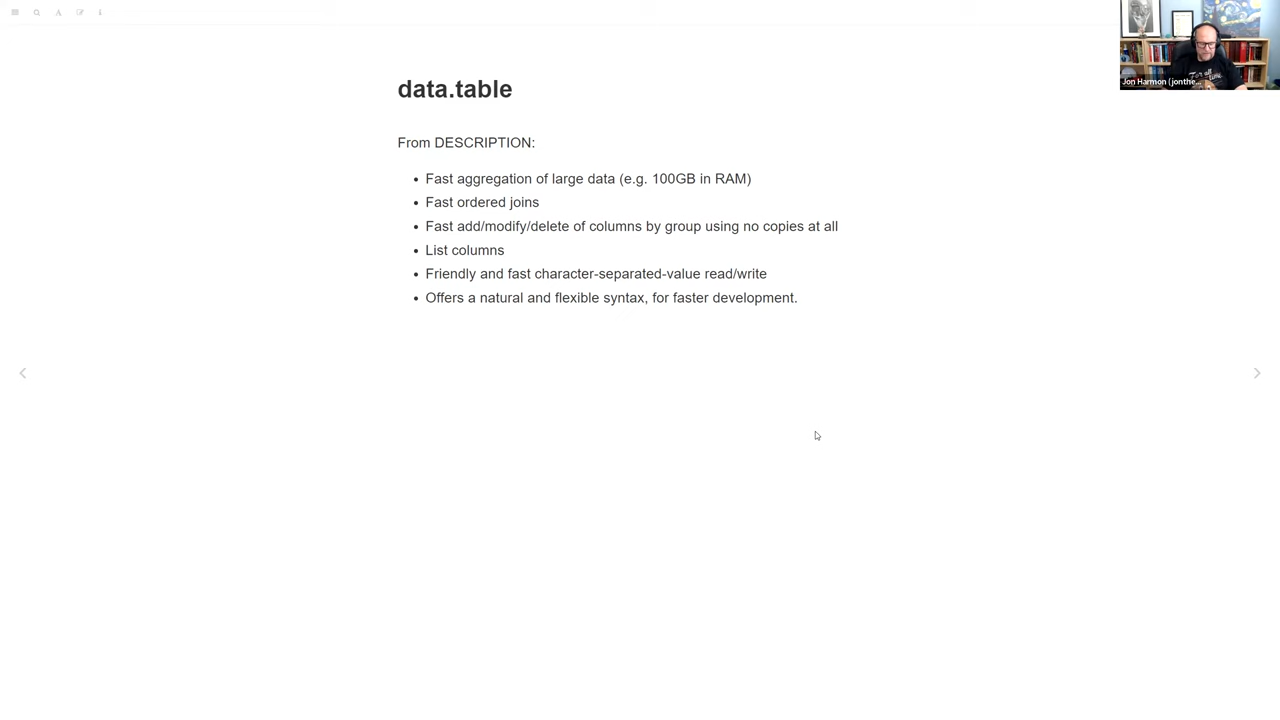 Jon Harmon (jonthe...
data.table
From DESCRIPTION:
• Fast aggregation of large data (e.g. 100GB in RAM)
• Fast ordered joins
• Fast add/modify/delete of columns by group using no copies at all
• List columns
• Friendly and fast character-separated-value read/write
• Offers a natural and flexible syntax, for faster development.